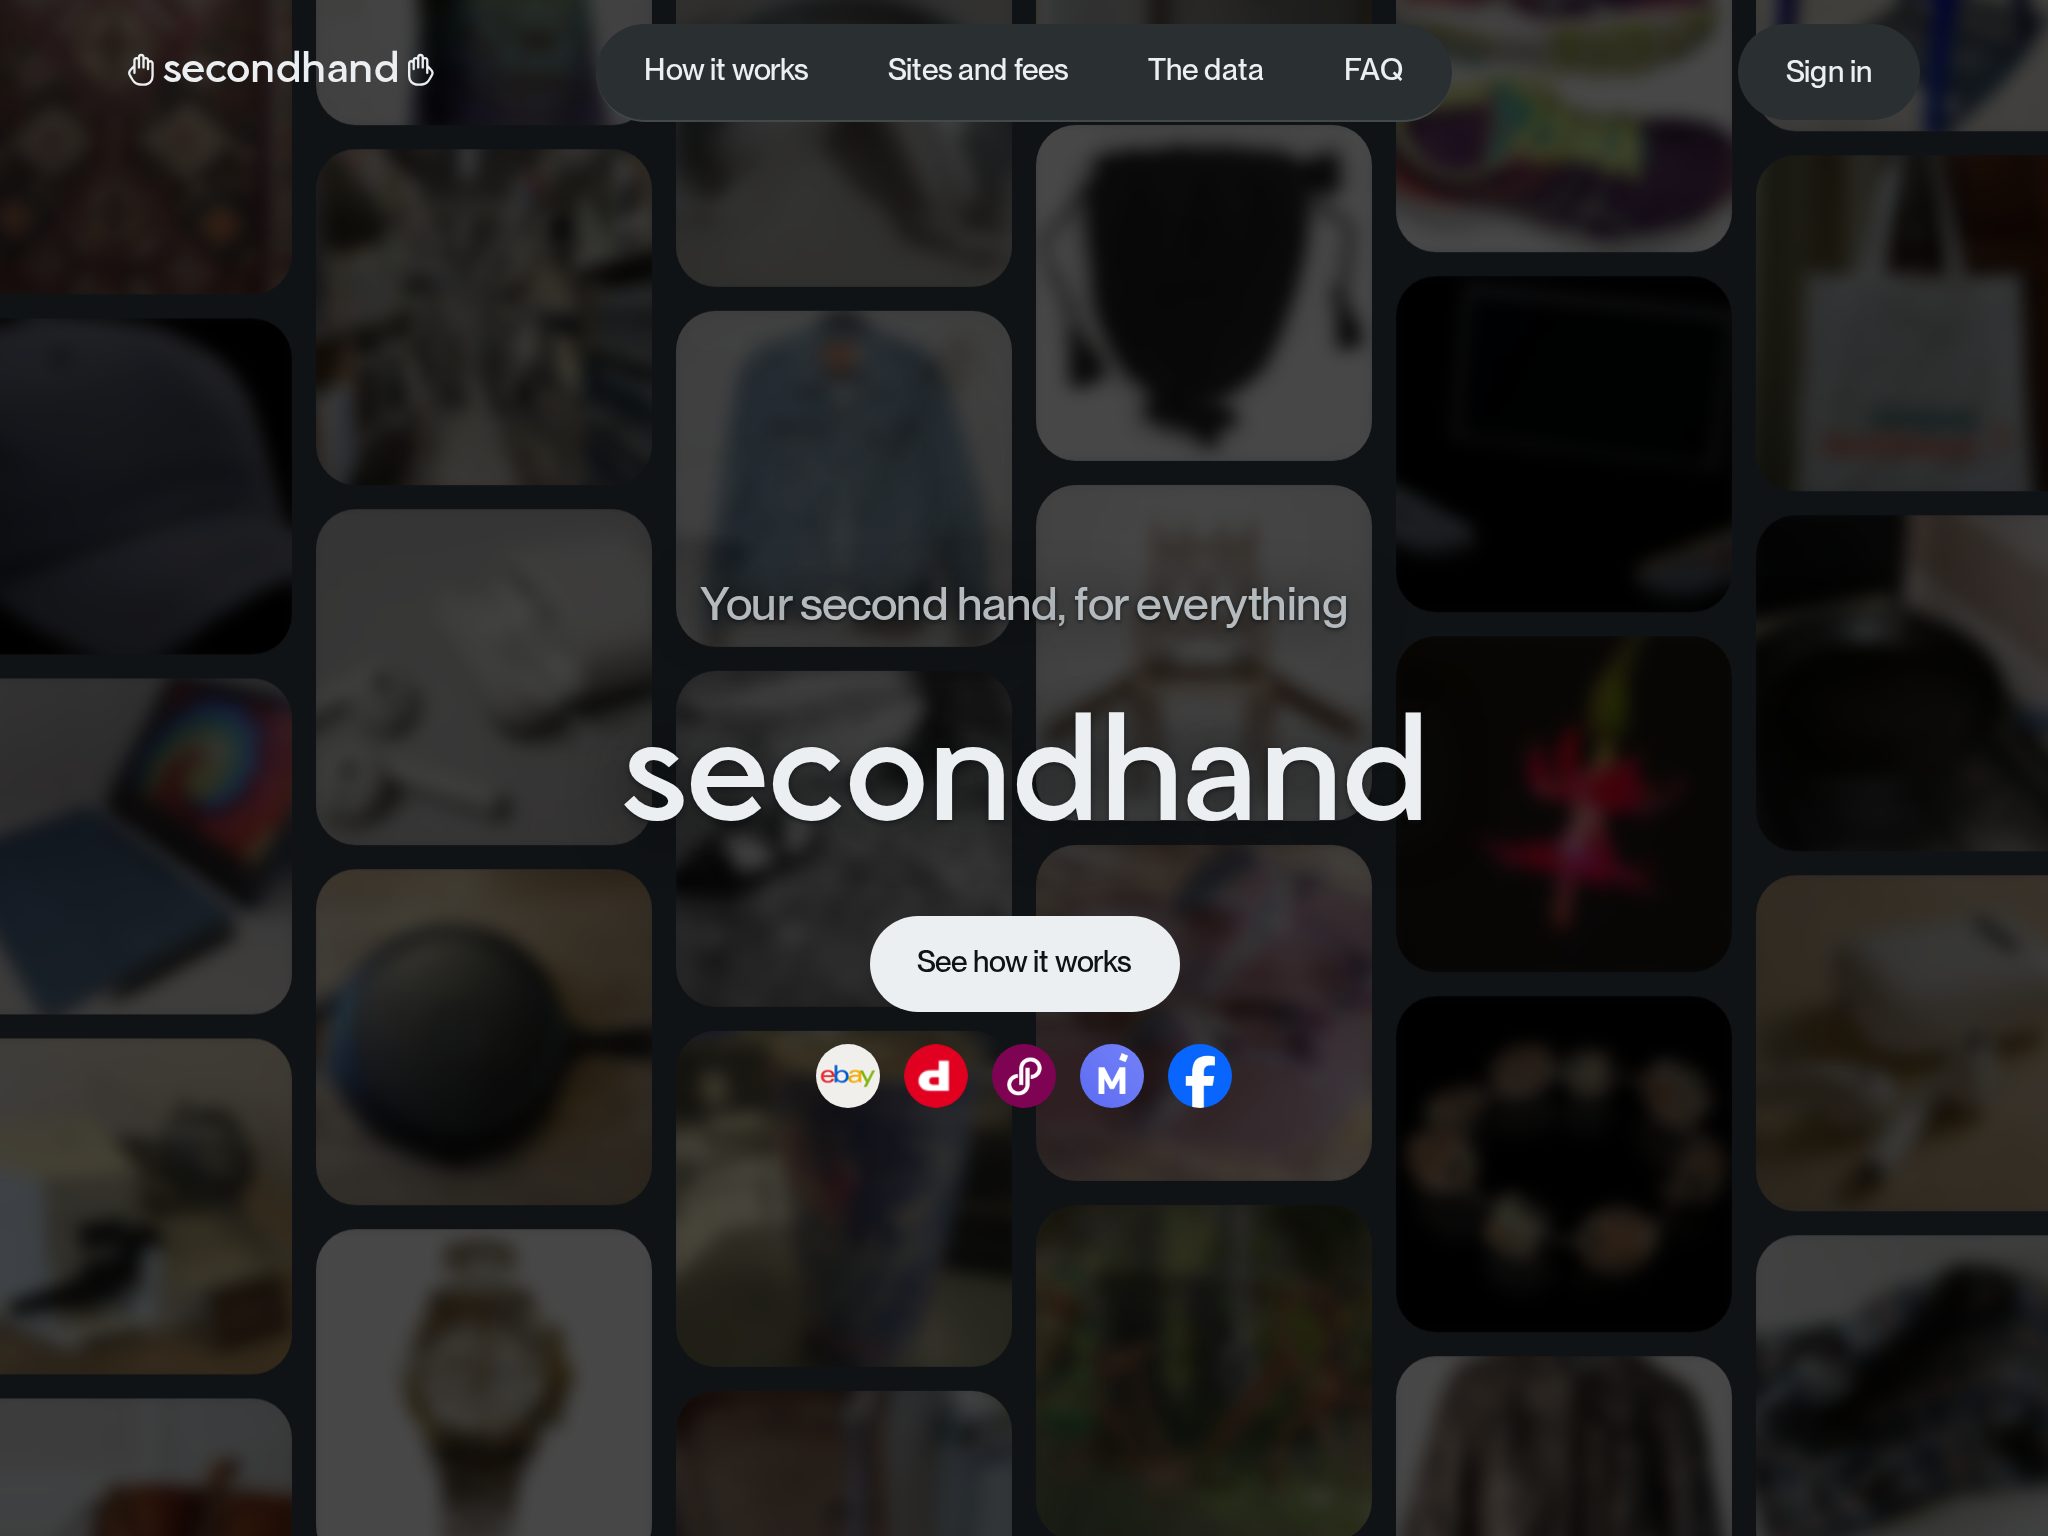 secondhand
How it works
Sites and fees
The data
FAQ
Sign in
Your second hand, for everything
secondhand
See how it works
ebay